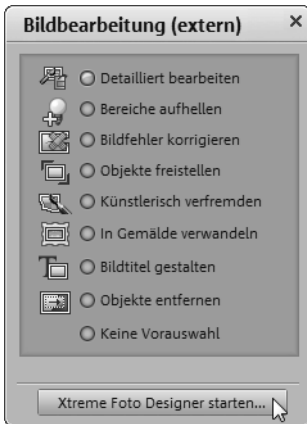 Bildbearbeitung (extern)
Detailliert bearbeiten
Bereiche aufhellen
Bildfehler korrigieren
Objekte freistellen
Künstlerisch verfremden
In Gemälde verwandeln
Bildtitel gestalten
Objekte entfernen
Keine Vorauswahl
Xtreme Foto Designer starten...